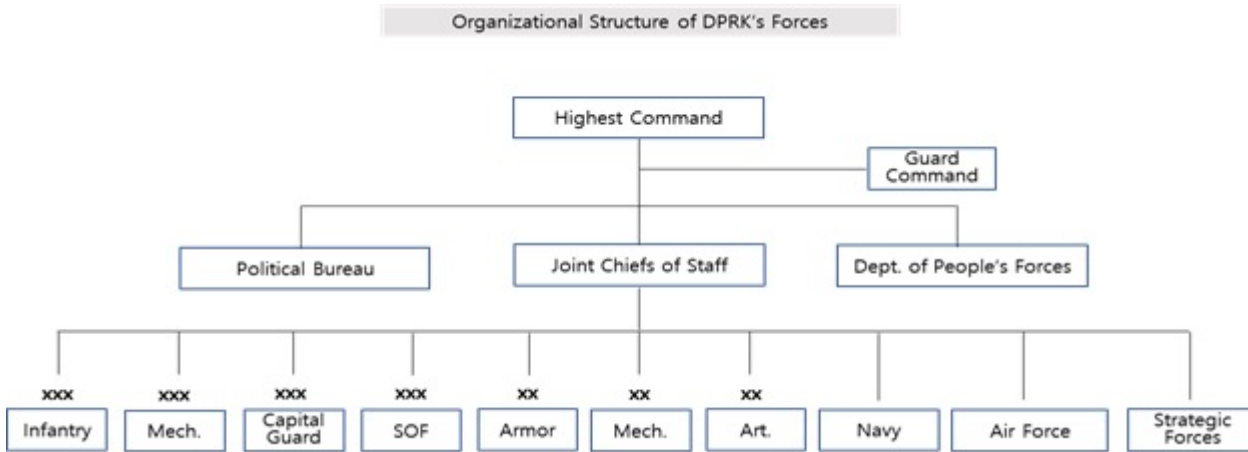 Organizational Structure of DPRK's Forces
Highest Command
Guard
Command
Political Bureau
Joint Chiefs of Staff
Dept. of People's Forces
xxx
xxx
xxx
xxx
xx
xx
xx
Infantry
Mech.
Capital
Guard
SOF
Armor
Mech.
Art.
Navy
Air Force
Strategic
Forces